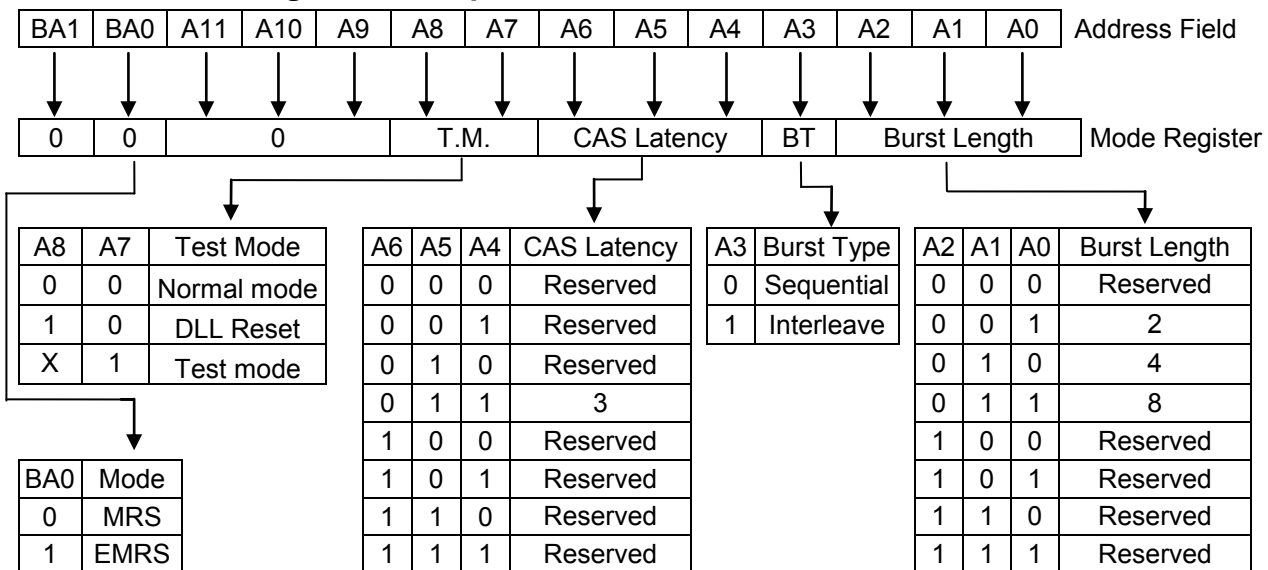 BA1 BA0 A11 A10 A9 A8 A7 A6 A5 A4 A3 A2 A1 A0 Address Field
0 0 0 T.M. CAS Latency BT Burst Length Mode Register
A8 A7 Test Mode
0 0 Normal mode
1 0 DLL Reset
X 1 Test mode
BA0 Mode
0 MRS
1 EMRS
A6 A5 A4 CAS Latency
0 0 0 Reserved
0 0 1 Reserved
0 1 0 Reserved
0 1 1 3
1 0 0 Reserved
1 0 1 Reserved
1 1 0 Reserved
1 1 1 Reserved
A3 Burst Type
0 Sequential
1 Interleave
A2 A1 A0 Burst Length
0 0 0 Reserved
0 0 1 2
0 1 0 4
0 1 1 8
1 0 0 Reserved
1 0 1 Reserved
1 1 0 Reserved
1 1 1 Reserved